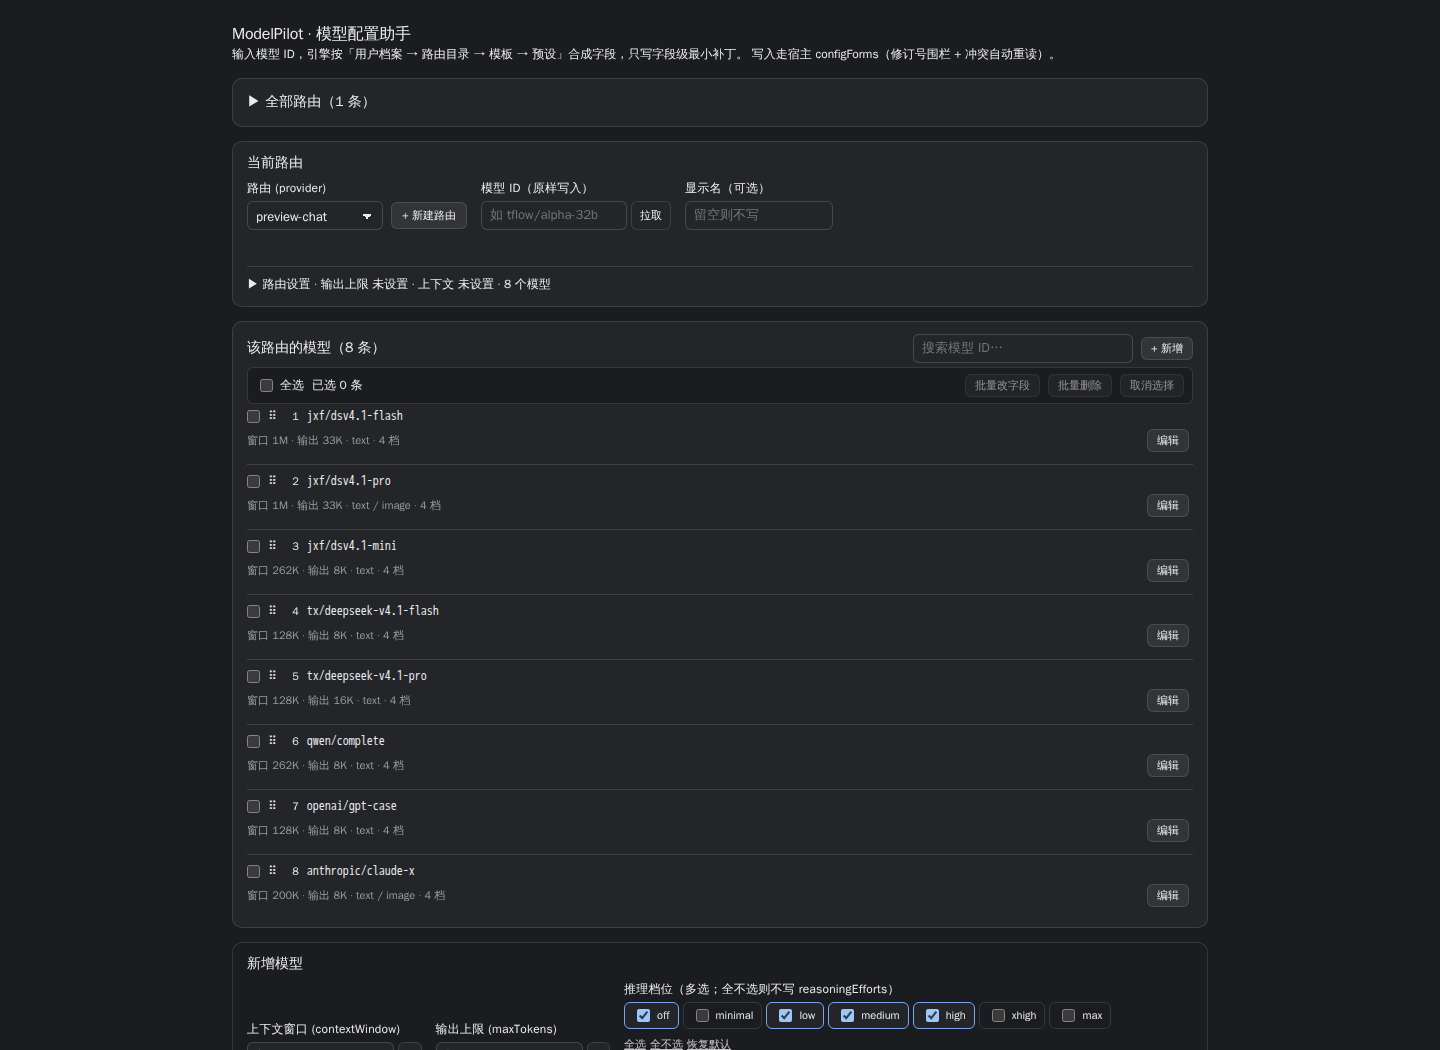 ModelPilot · 模型配置助手
输入模型 ID，引擎按「用户档案 → 路由目录 → 模板 → 预设」合成字段，只写字段级最小补丁。 写入走宿主 configForms（修订号围栏 + 冲突自动重读）。
▶ 全部路由（1 条）
当前路由
路由 (provider) 模型 ID（原样写入） 显示名（可选）
preview-chat + 新建路由 如 tflow/alpha-32b 拉取 留空则不写
▶ 路由设置 · 输出上限 未设置 · 上下文 未设置 · 8 个模型
该路由的模型（8 条） 搜索模型 ID… + 新增
全选 已选 0 条 批量改字段 批量删除 取消选择
1 jxf/dsv4.1-flash
窗口 1M · 输出 33K · text · 4 档 编辑
2 jxf/dsv4.1-pro
窗口 1M · 输出 33K · text / image · 4 档 编辑
3 jxf/dsv4.1-mini
窗口 262K · 输出 8K · text · 4 档 编辑
4 tx/deepseek-v4.1-flash
窗口 128K · 输出 8K · text · 4 档 编辑
5 tx/deepseek-v4.1-pro
窗口 128K · 输出 16K · text · 4 档 编辑
6 qwen/complete
窗口 262K · 输出 8K · text · 4 档 编辑
7 openai/gpt-case
窗口 128K · 输出 8K · text · 4 档 编辑
8 anthropic/claude-x
窗口 200K · 输出 8K · text / image · 4 档 编辑
新增模型
推理档位（多选；全不选则不写 reasoningEfforts）
off minimal low medium high xhigh max
上下文窗口 (contextWindow) 输出上限 (maxTokens)
全选 全不选 恢复默认